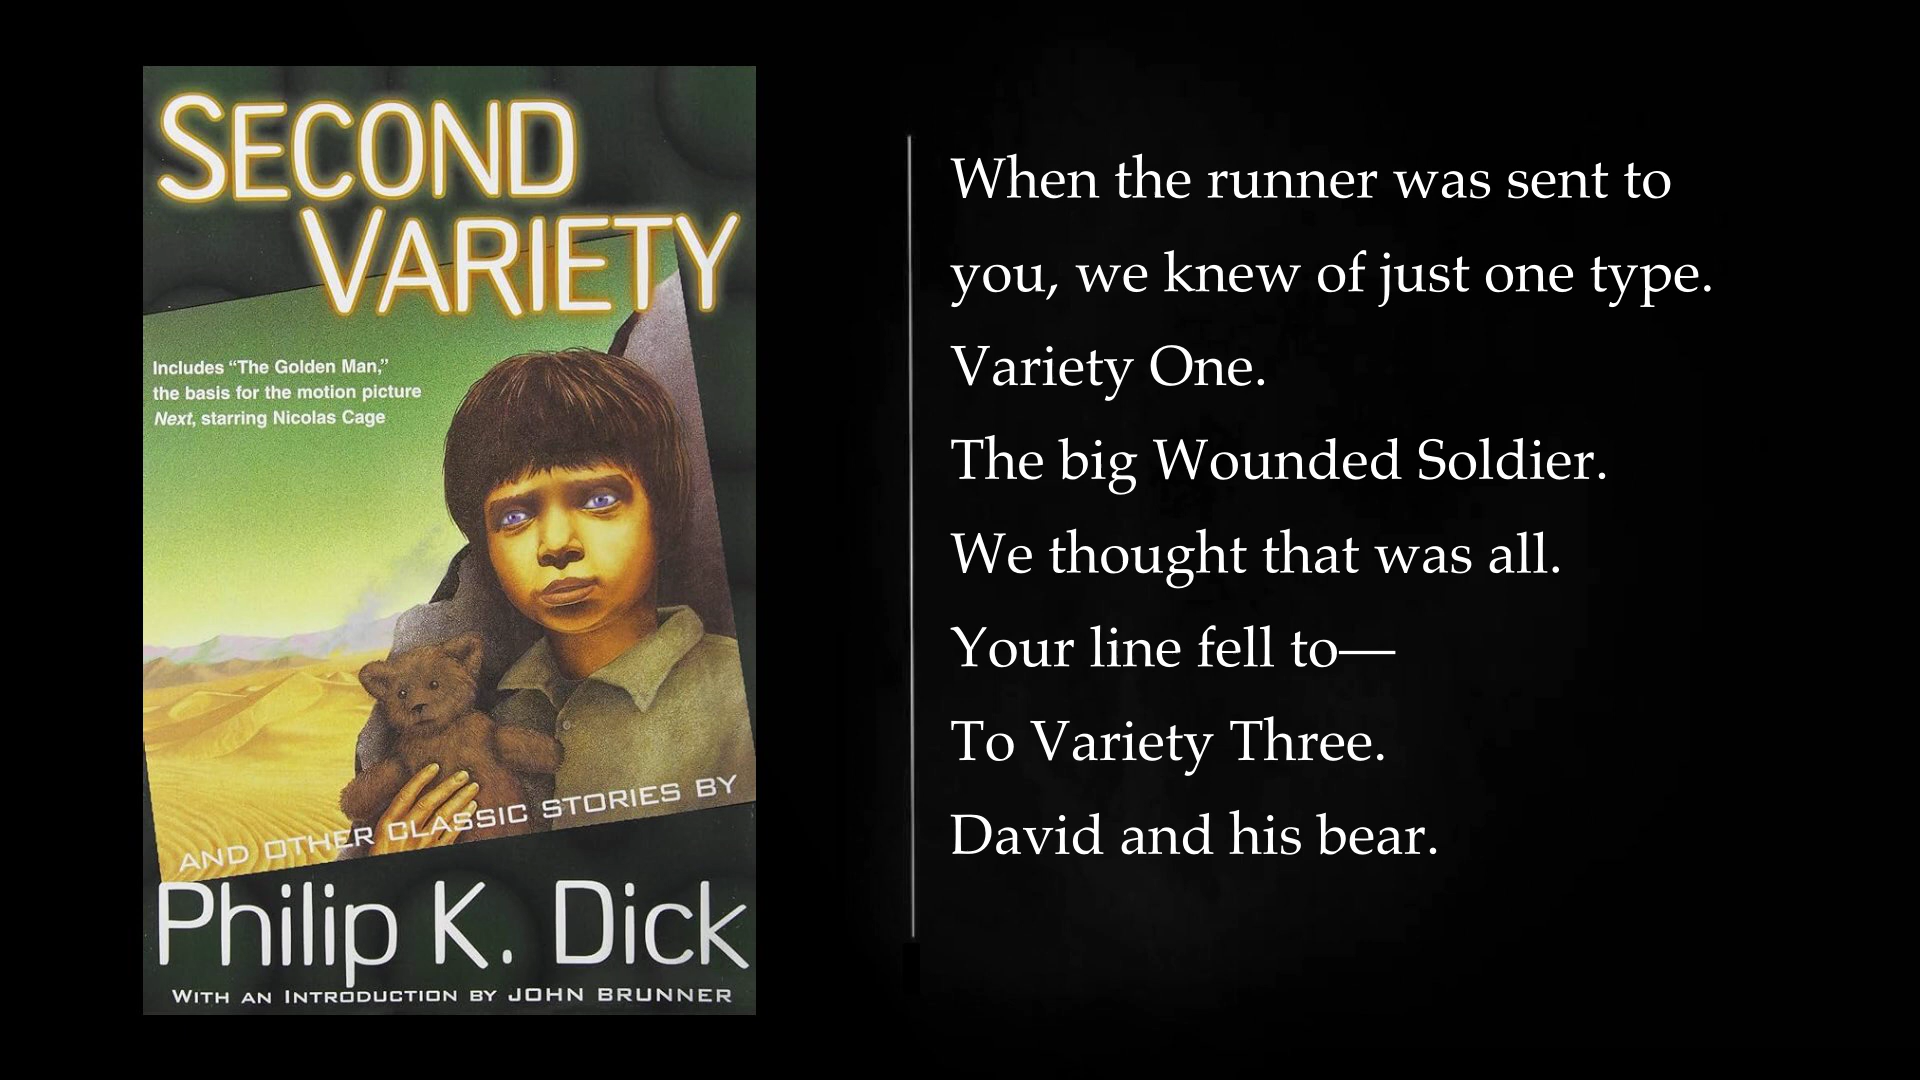 SECOND
VARIETY
Includes “The Golden Man,”
the basis for the motion picture
Next, starring Nicolas Cage
AND OTHER CLASSIC STORIES BY
Philip K. Dick
WITH AN INTRODUCTION BY JOHN BRUNNER
When the runner was sent to
you, we knew of just one type.
Variety One.
The big Wounded Soldier.
We thought that was all.
Your line fell to—
To Variety Three.
David and his bear.